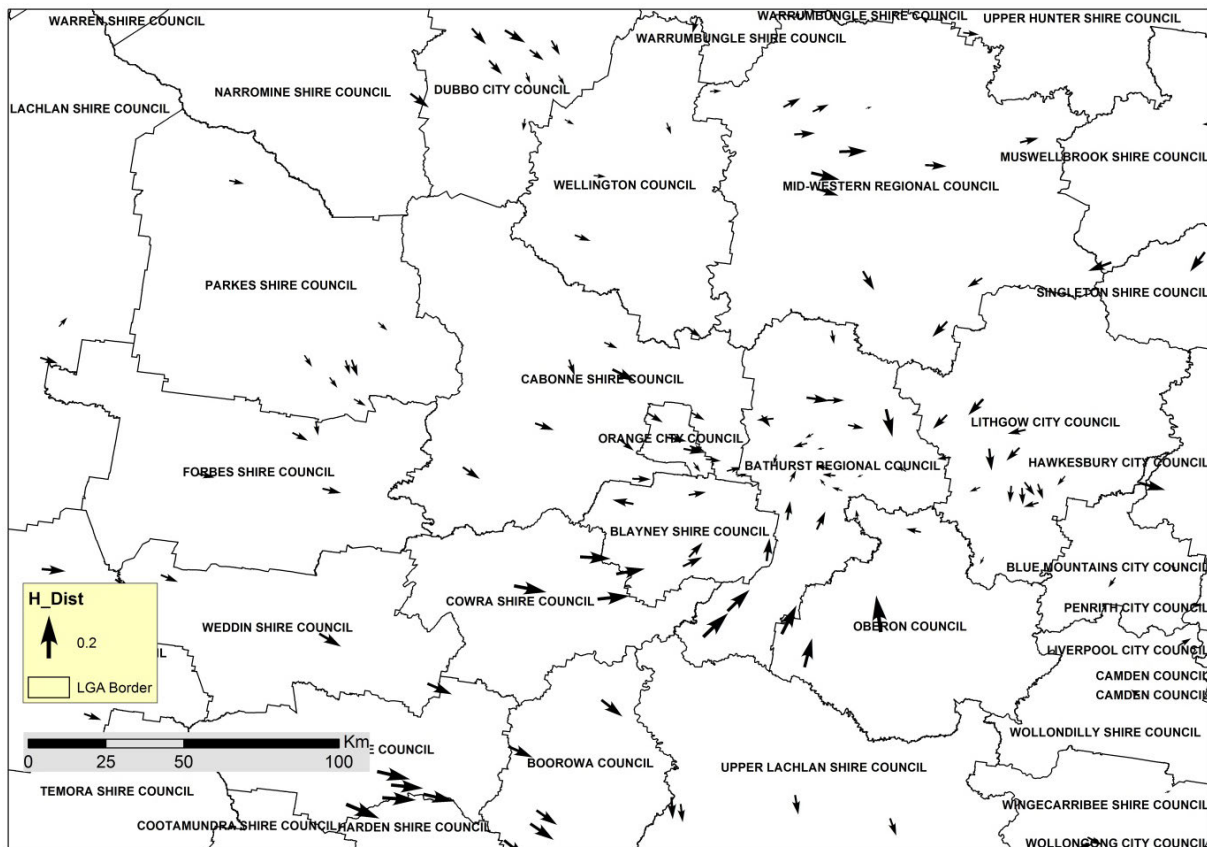 WARREN SHIRE COUNCIL
WARRUMBUNGLE SHIRE COUNCIL
UPPER HUNTER SHIRE COUNCIL
WARRUMBUNGLE SHIRE COUNCIL
NARROMINE SHIRE COUNCIL
DUBBO CITY COUNCIL
LACHLAN SHIRE COUNCIL
MUSWELLBROOK SHIRE COUNCIL
WELLINGTON COUNCIL
MID-WESTERN REGIONAL COUNCIL
PARKES SHIRE COUNCIL
SINGLETON SHIRE COUNCIL
CABONNE SHIRE COUNCIL
LITHGOW CITY COUNCIL
ORANGE CITY COUNCIL
HAWKESBURY CITY COUNCIL
BATHURST REGIONAL COUNCIL
FORBES SHIRE COUNCIL
BLAYNEY SHIRE COUNCIL
BLUE MOUNTAINS CITY COUNCIL
H_Dist
0.2
LGA Border
COWRA SHIRE COUNCIL
PENRITH CITY COUNCIL
WEDDIN SHIRE COUNCIL
OBERON COUNCIL
LIVERPOOL CITY COUNCIL
CAMDEN COUNCIL
CAMDEN COUNCIL
WOLLONDILLY SHIRE COUNCIL
Km
0 25 50 100
E COUNCIL
BOOROWA COUNCIL
UPPER LACHLAN SHIRE COUNCIL
TEMORA SHIRE COUNCIL
WINGECARRIBEE SHIRE COUNCIL
COOTAMUNDRA SHIRE COUNCIL
HARDEN SHIRE COUNCIL
WOLLONGONG CITY COUNCIL